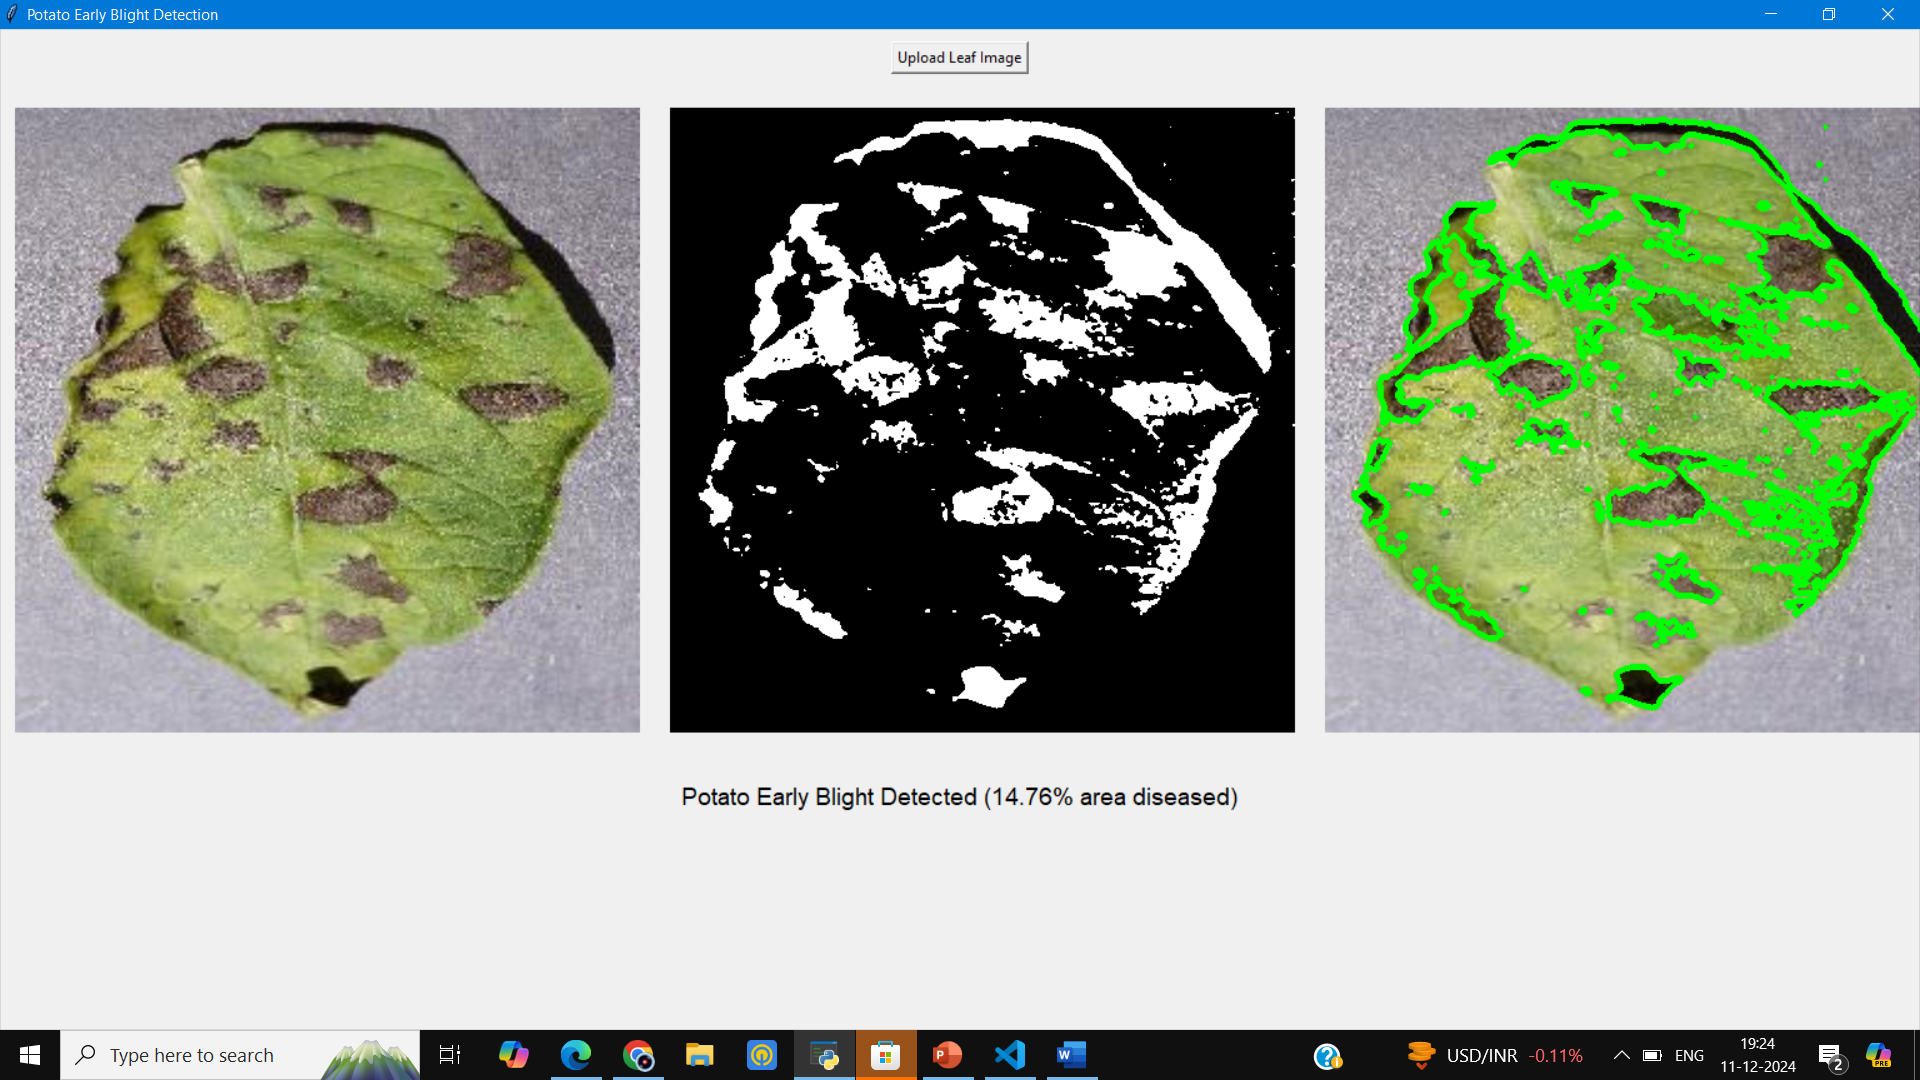 Potato Early Blight Detection
Upload Leaf Image
Potato Early Blight Detected (14.76% area diseased)
Type here to search
P
W
USD/INR -0.11%
ENG
19:24
11-12-2024
2
PRE